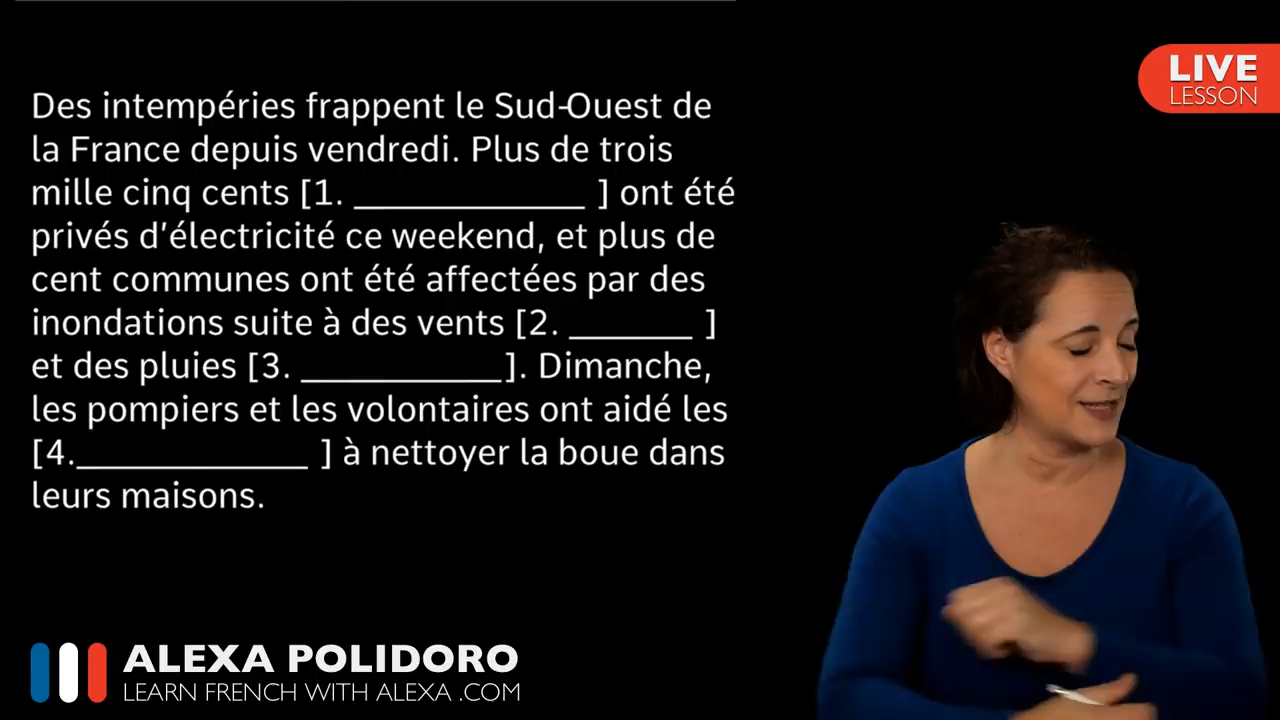 Des intempéries frappent le Sud-Ouest de
la France depuis vendredi. Plus de trois
mille cinq cents [1. _____________ ] ont été
privés d’électricité ce weekend, et plus de
cent communes ont été affectées par des
inondations suite à des vents [2. _______ ]
et des pluies [3. ___________]. Dimanche,
les pompiers et les volontaires ont aidé les
[4._____________ ] à nettoyer la boue dans
leurs maisons.
LIVE
LESSON
ALEXA POLIDORO
LEARN FRENCH WITH ALEXA .COM